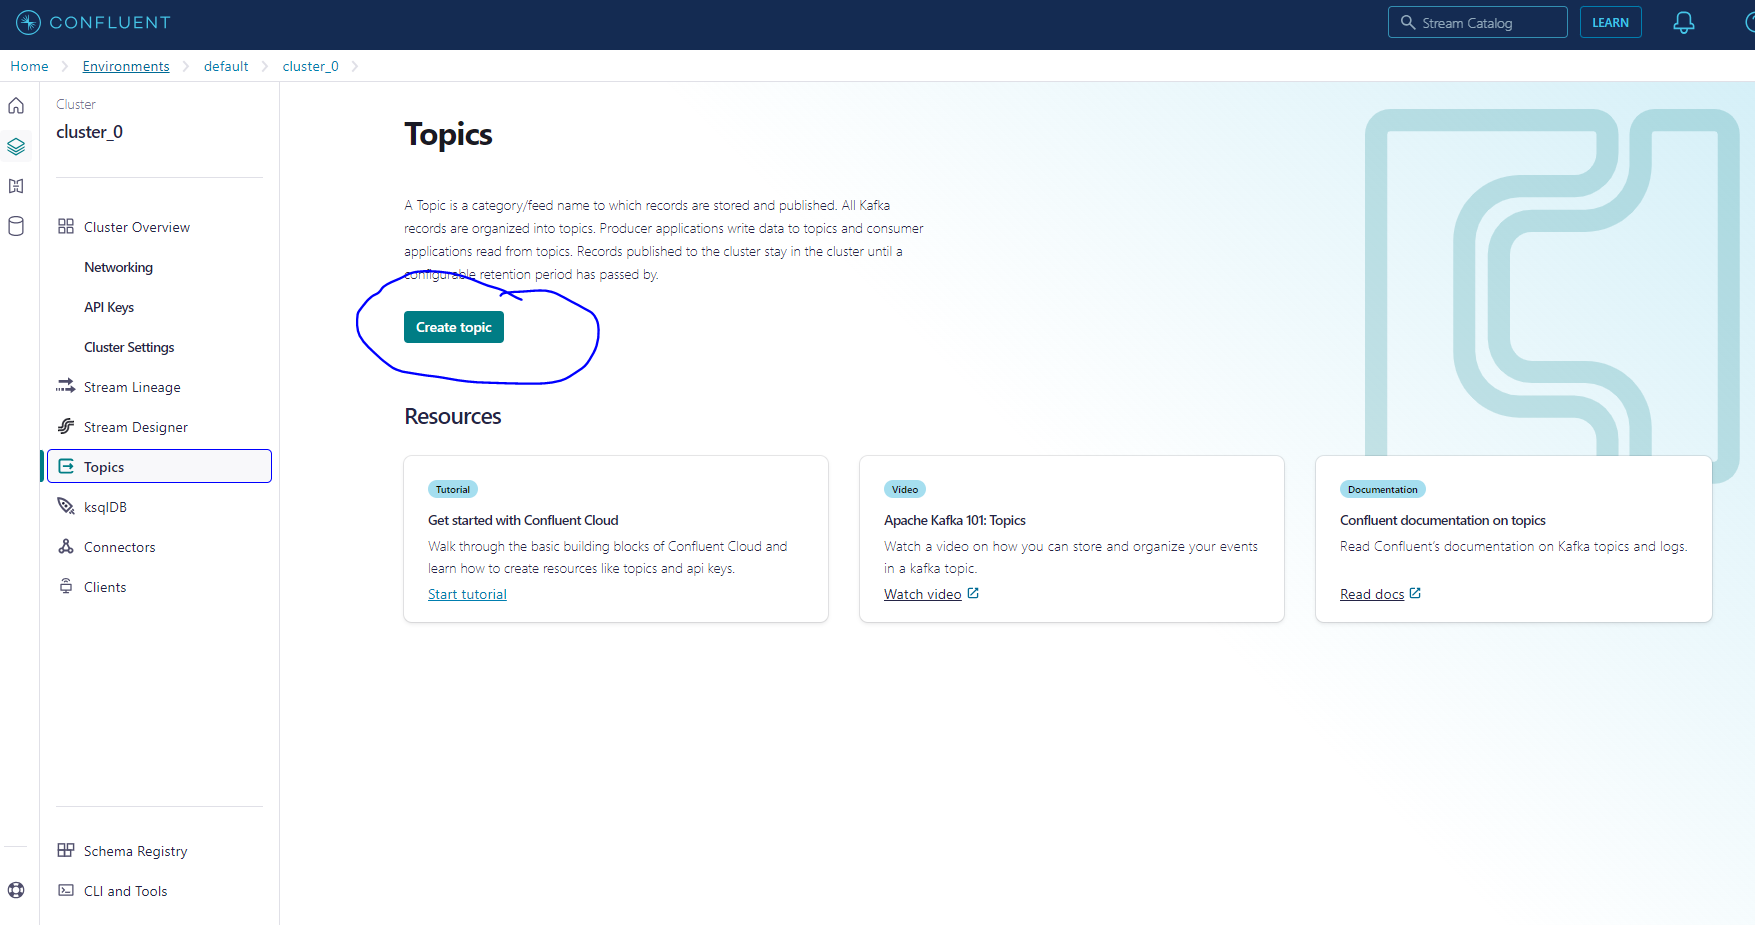 CONFLUENT
Stream Catalog
LEARN
Home
Environments
default
cluster_0
Cluster
cluster_0
Cluster Overview
Networking
API Keys
Cluster Settings
Stream Lineage
Stream Designer
Topics
ksqlDB
Connectors
Clients
Schema Registry
CLI and Tools
Topics
A Topic is a category/feed name to which records are stored and published. All Kafka
records are organized into topics. Producer applications write data to topics and consumer
applications read from topics. Records published to the cluster stay in the cluster until a
configurable retention period has passed by.
Create topic
Resources
Tutorial
Get started with Confluent Cloud
Walk through the basic building blocks of Confluent Cloud and
learn how to create resources like topics and api keys.
Start tutorial
Video
Apache Kafka 101: Topics
Watch a video on how you can store and organize your events
in a kafka topic.
Watch video
Documentation
Confluent documentation on topics
Read Confluent's documentation on Kafka topics and logs.
Read docs